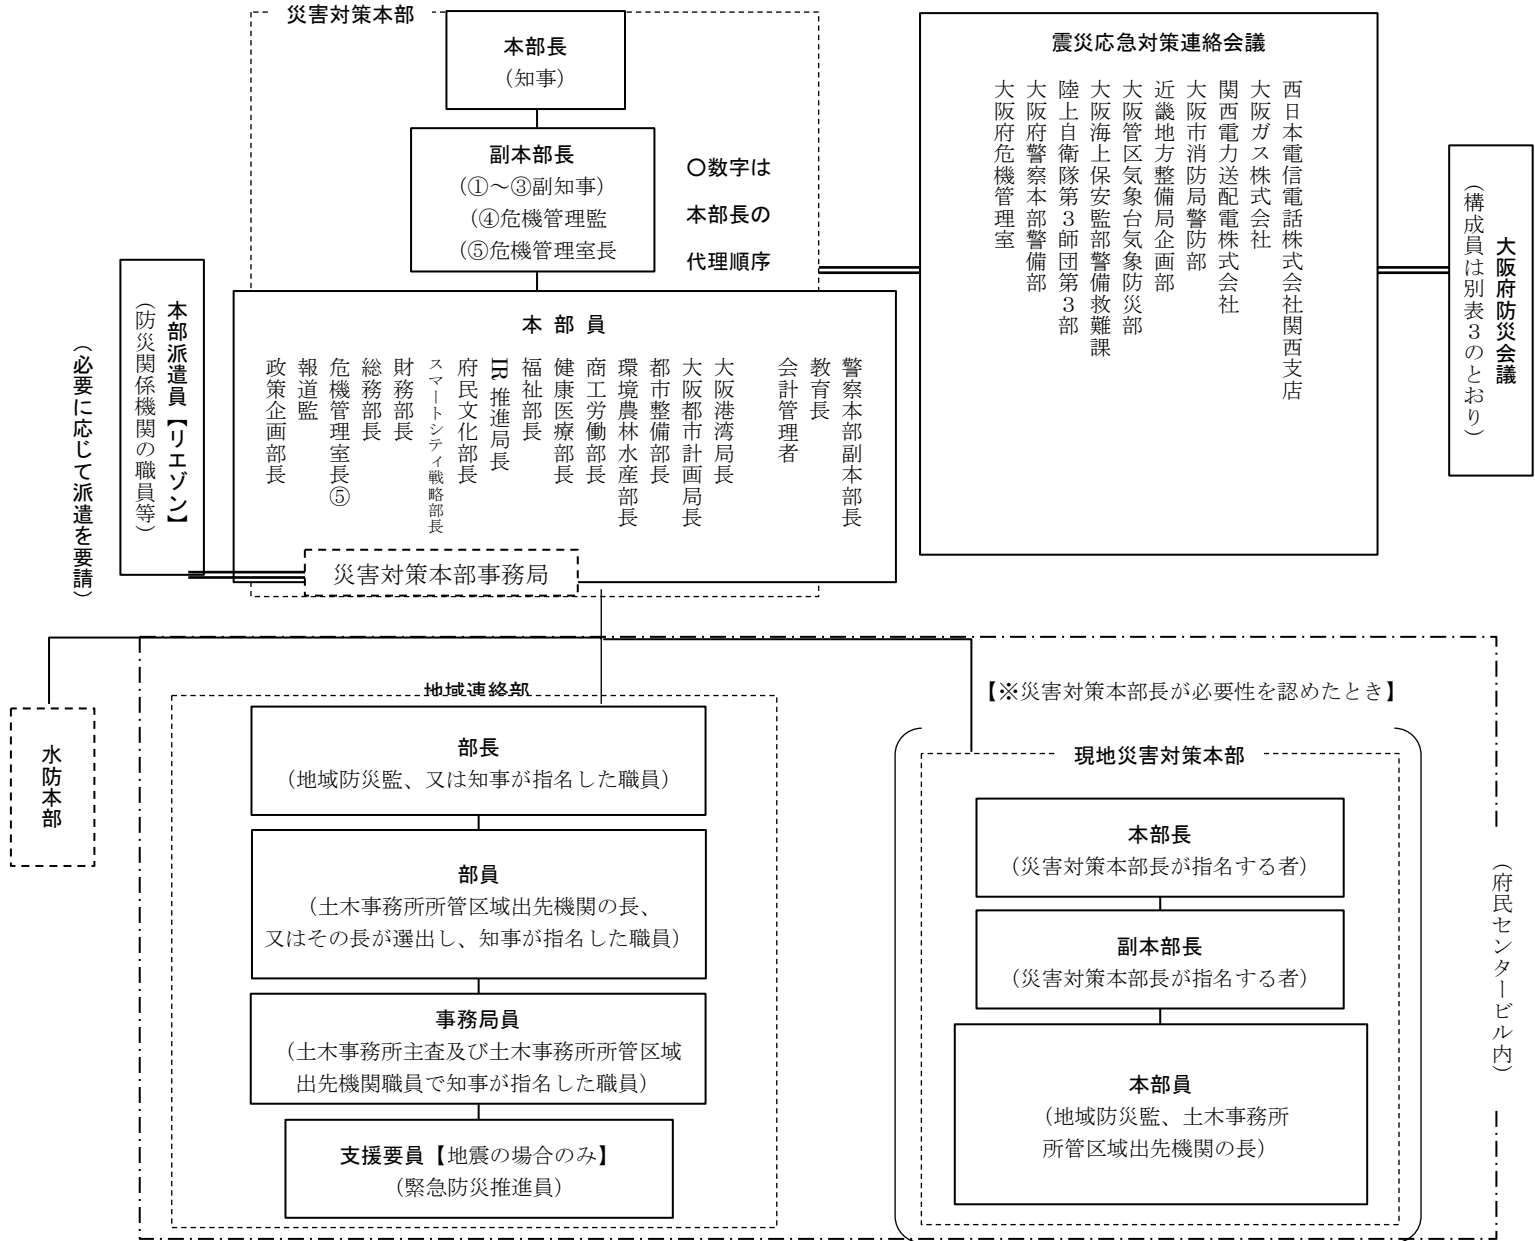 災害対策本部
本部長
（知事）
副本部長
（①～③副知事）
（④危機管理監
（⑤危機管理室長
〇数字は
本部長の
代理順序
本 部 員
警察本部副本部長
教育長
会計管理者
大阪港湾局長
大阪都市計画局長
都市整備部長
環境農林水産部長
商工労働部長
健康医療部長
福祉部長
IR 推進局長
府民文化部長
スマートシティ戦略部長
財務部長
総務部長
危機管理室長⑤
報道監
政策企画部長
災害対策本部事務局
本部派遣員【リエゾン】
（防災関係機関の職員等）
（必要に応じて派遣を要請）
震災応急対策連絡会議
西日本電信電話株式会社関西支店
大阪ガス株式会社
関西電力送配電株式会社
大阪市消防局警防部
近畿地方整備局企画部
大阪管区気象台気象防災部
大阪海上保安監部警備救難課
陸上自衛隊第３師団第３部
大阪府警察本部警備部
大阪府危機管理室
大阪府防災会議
（構成員は別表３のとおり）
水防本部
地域連絡部
部長
（地域防災監、又は知事が指名した職員）
部員
（土木事務所所管区域出先機関の長、
又はその長が選出し、知事が指名した職員）
事務局員
（土木事務所主査及び土木事務所所管区域
出先機関職員で知事が指名した職員）
支援要員【地震の場合のみ】
（緊急防災推進員）
【※災害対策本部長が必要性を認めたとき】
現地災害対策本部
本部長
（災害対策本部長が指名する者）
副本部長
（災害対策本部長が指名する者）
本部員
（地域防災監、土木事務所
所管区域出先機関の長）
（府民センタービル内）